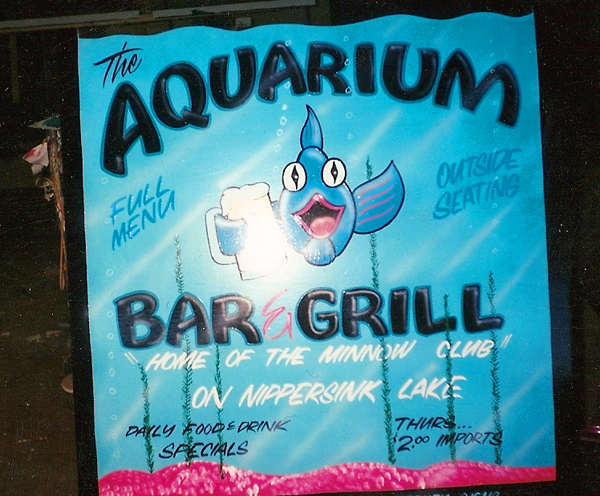 The
AQUARIUM
FULL
MENU
OUTSIDE
SEATING
BAR & GRILL
"HOME OF THE MINNOW CLUB"
ON NIPPERSINK LAKE
DAILY FOOD & DRINK
SPECIALS
THURS...
$2.00 IMPORTS